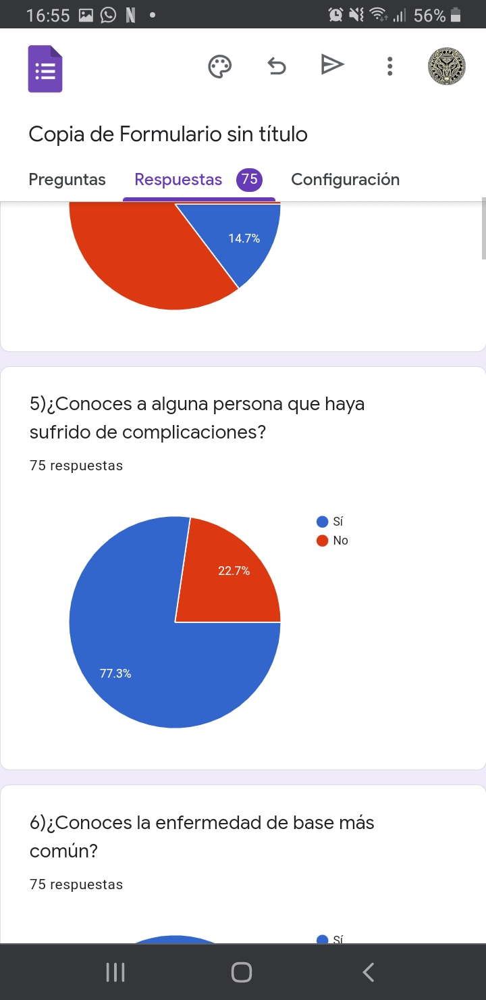 16:55
56%
Copia de Formulario sin título
Preguntas
Respuestas
75
Configuración
14.7%
5)¿Conoces a alguna persona que haya
sufrido de complicaciones?
75 respuestas
Sí
No
22.7%
77.3%
6)¿Conoces la enfermedad de base más
común?
75 respuestas
Sí